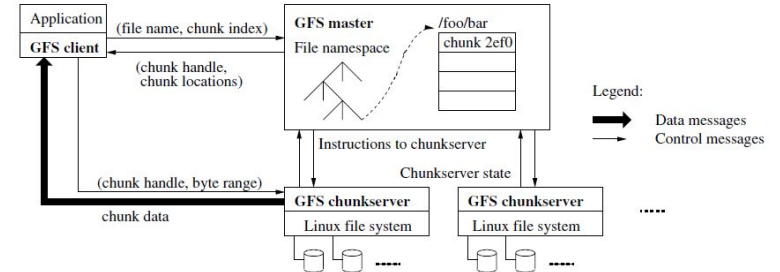 Application
GFS client
(file name, chunk index)
(chunk handle,
chunk locations)
GFS master
File namespace
/foo/bar
chunk 2ef0
Legend:
Data messages
Control messages
Instructions to chunkserver
Chunkserver state
(chunk handle, byte range)
chunk data
GFS chunkserver
Linux file system
GFS chunkserver
Linux file system